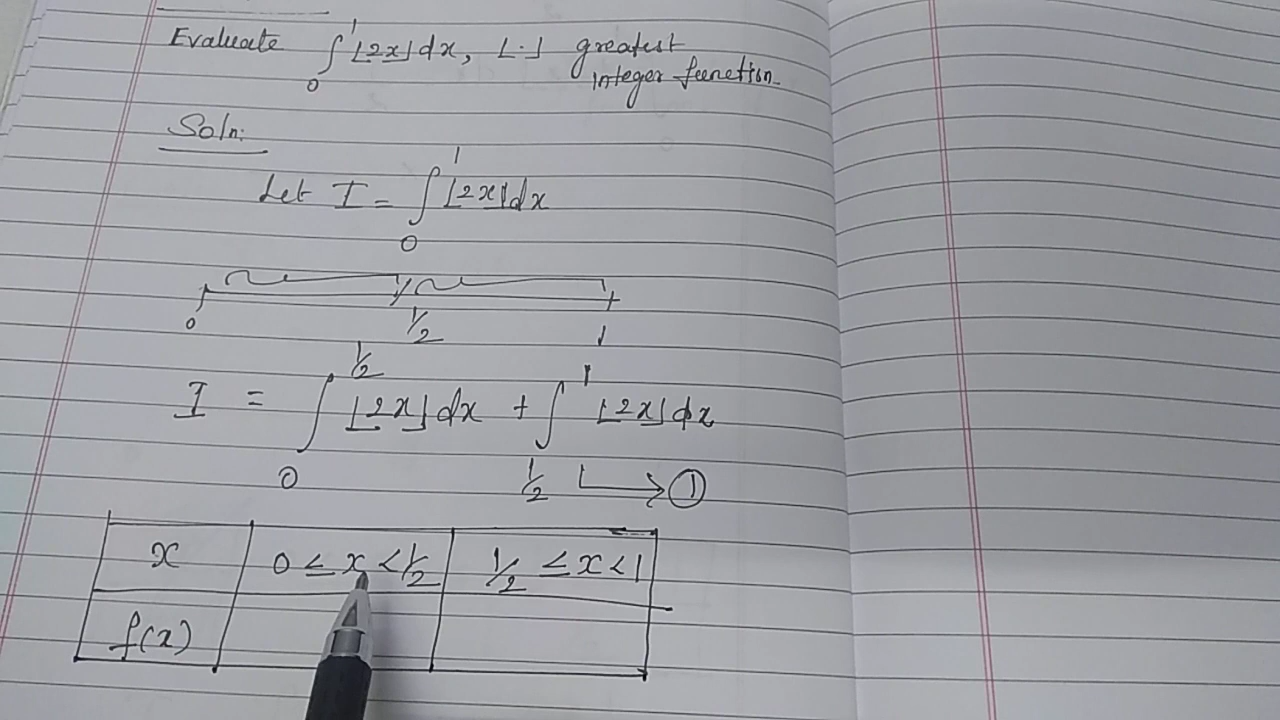 Evaluate ∫₀¹ ⌊2x⌋dx, ⌊·⌋ greatest
integer function.
Soln:
Let I = ∫₀¹ ⌊2x⌋dx
0 1/2 1
I = ∫₀^{1/2} ⌊2x⌋dx + ∫_{1/2}^1 ⌊2x⌋dx
→ ①
x 0 ≤ x < 1/2 1/2 ≤ x < 1
f(x)